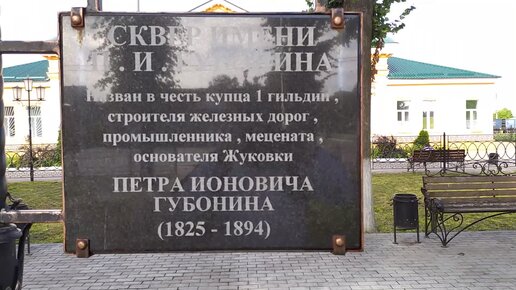 СКВЕР ИМЕНИ
П . И . ГУБОНИНА
Назван в честь купца 1 гильдии ,
строителя железных дорог ,
промышленника , мецената ,
основателя Жуковки
ПЕТРА ИОНОВИЧА
ГУБОНИНА
(1825 - 1894)